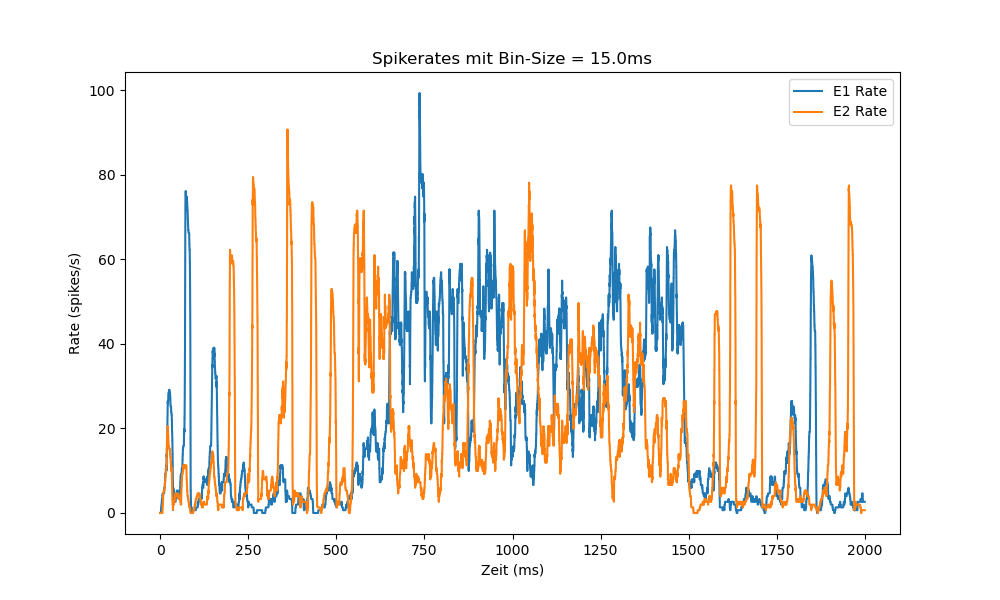 Spikerates mit Bin-Size = 15.0ms
E1 Rate
E2 Rate
100
80
60
40
20
0
Rate (spikes/s)
0 250 500 750 1000 1250 1500 1750 2000
Zeit (ms)